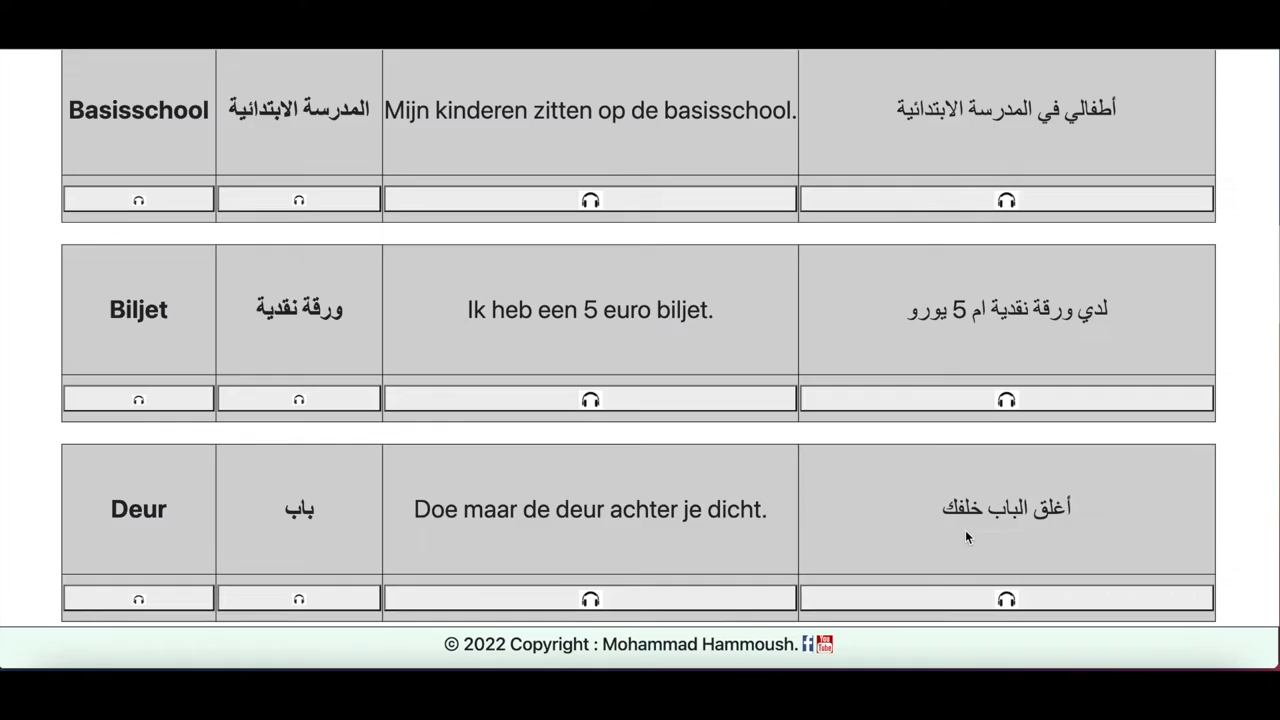 Basisschool
المدرسة الابتدائية
Mijn kinderen zitten op de basisschool.
أطفالي في المدرسة الابتدائية
Biljet
ورقة نقدية
Ik heb een 5 euro biljet.
لدي ورقة نقدية ام 5 يورو
Deur
باب
Doe maar de deur achter je dicht.
أغلق الباب خلفك
© 2022 Copyright : Mohammad Hammoush. f You Tube